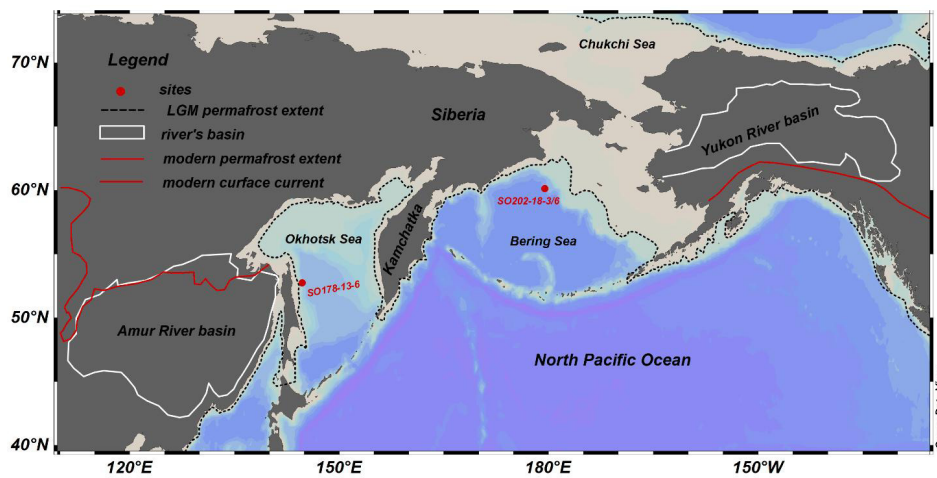 Chukchi Sea
70°N
Legend
sites
LGM permafrost extent
Siberia
river's basin
Yukon River basin
modern permafrost extent
modern curface current
60°N
SO202-18-3/6
Okhotsk Sea
Kamchatka
Bering Sea
SO178-13-6
50°N
Amur River basin
North Pacific Ocean
40°N
120°E
150°E
180°E
150°W